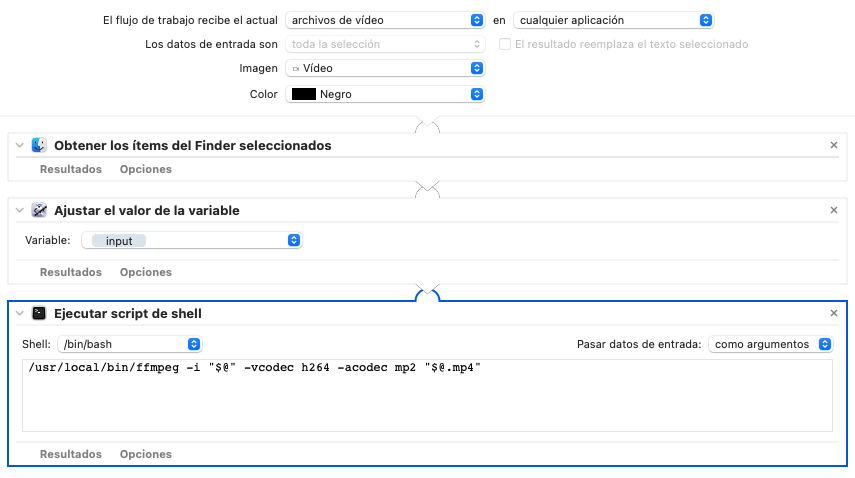 El flujo de trabajo recibe el actual archivos de vídeo en cualquier aplicación
Los datos de entrada son toda la selección El resultado reemplaza el texto seleccionado
Imagen Vídeo
Color Negro
Obtener los ítems del Finder seleccionados
Resultados Opciones
Ajustar el valor de la variable
Variable: input
Resultados Opciones
Ejecutar script de shell
Shell: /bin/bash Pasar datos de entrada: como argumentos
/usr/local/bin/ffmpeg -i "$@" -vcodec h264 -acodec mp2 "$@.mp4"
Resultados Opciones